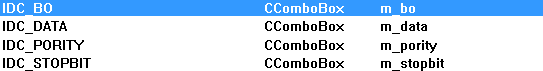 IDC_BO CComboBox m_bo
IDC_DATA CComboBox m_data
IDC_PORITY CComboBox m_pority
IDC_STOPBIT CComboBox m_stopbit